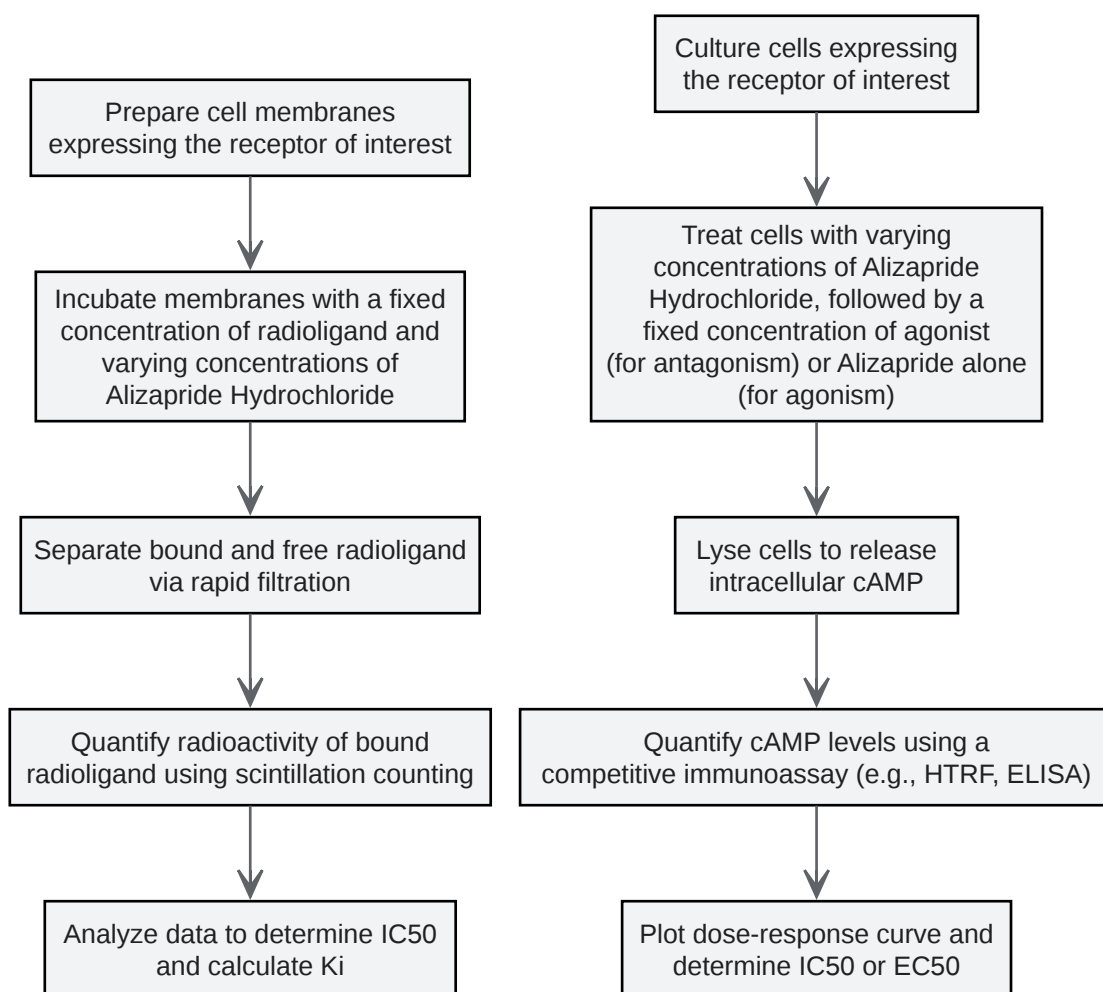 Prepare cell membranes
expressing the receptor of interest
Incubate membranes with a fixed
concentration of radioligand and
varying concentrations of
Alizapride Hydrochloride
Separate bound and free radioligand
via rapid filtration
Quantify radioactivity of bound
radioligand using scintillation counting
Analyze data to determine IC50
and calculate Ki
Culture cells expressing
the receptor of interest
Treat cells with varying
concentrations of Alizapride
Hydrochloride, followed by a
fixed concentration of agonist
(for antagonism) or Alizapride alone
(for agonism)
Lyse cells to release
intracellular cAMP
Quantify cAMP levels using a
competitive immunoassay (e.g., HTRF, ELISA)
Plot dose-response curve and
determine IC50 or EC50